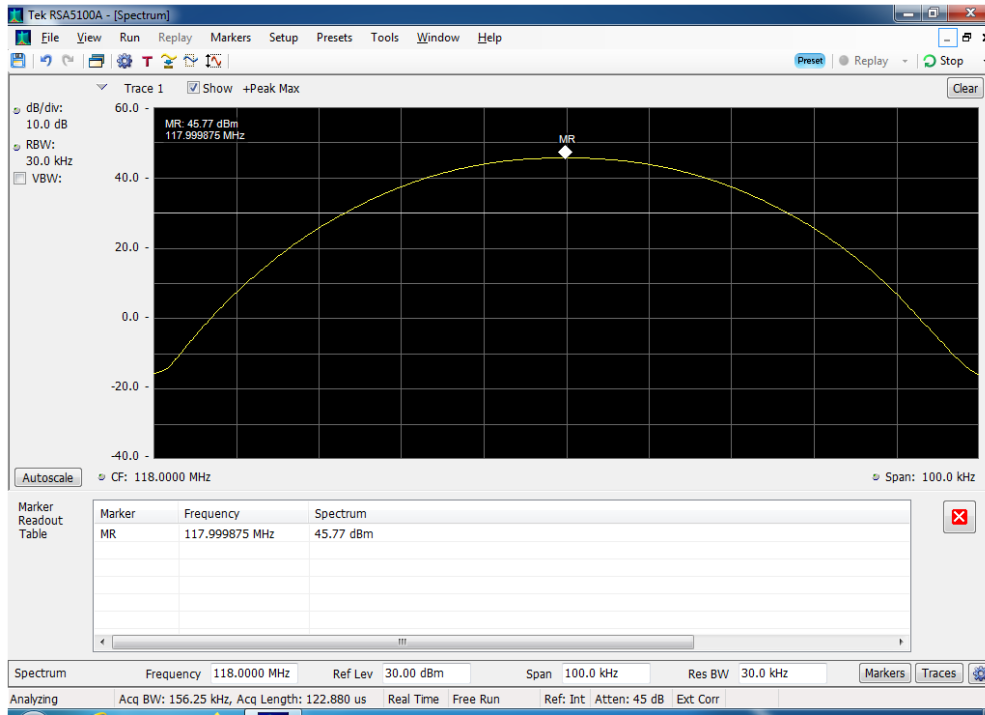 Tek RSA5100A - [Spectrum]
File View Run Replay Markers Setup Presets Tools Window Help
T
Preset Replay Stop
Trace 1 Show +Peak Max Clear
dB/div:
10.0 dB
RBW:
30.0 kHz
VBW:
60.0 -
40.0 -
20.0 -
0.0 -
-20.0 -
-40.0 -
MR: 45.77 dBm
117.999875 MHz
MR
Autoscale CF: 118.0000 MHz Span: 100.0 kHz
Marker
Readout
Table
Marker Frequency Spectrum
MR 117.999875 MHz 45.77 dBm
Spectrum Frequency 118.0000 MHz Ref Lev 30.00 dBm Span 100.0 kHz Res BW 30.0 kHz Markers Traces
Analyzing Acq BW: 156.25 kHz, Acq Length: 122.880 us Real Time Free Run Ref: Int Atten: 45 dB Ext Corr